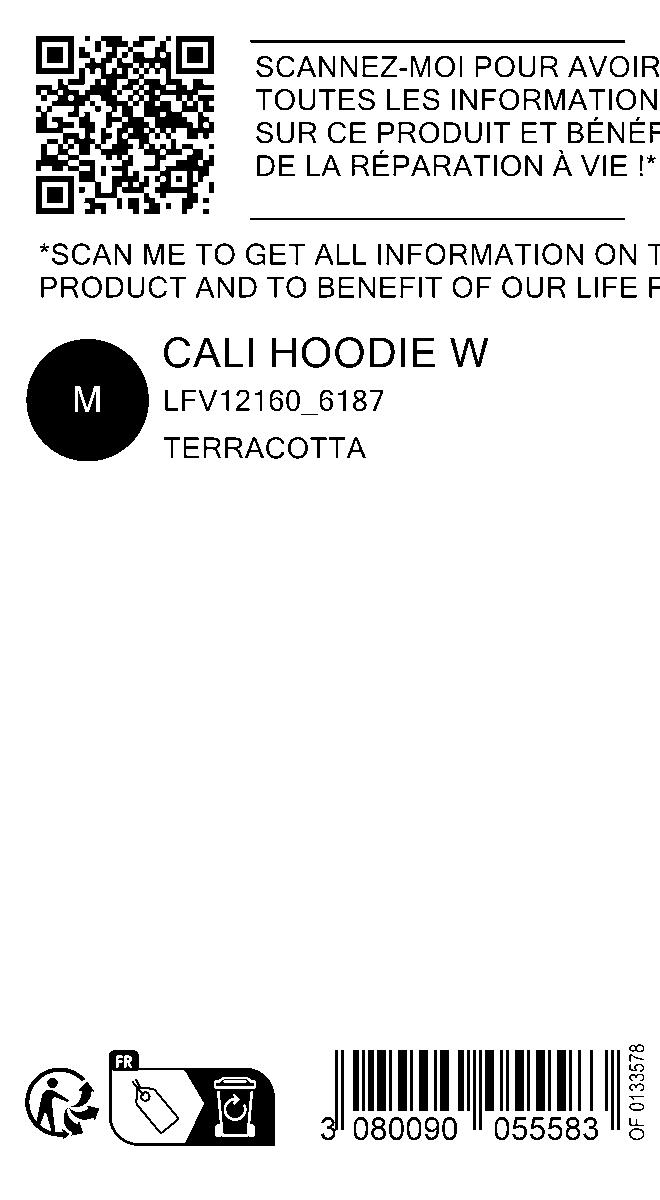 SCANNEZ-MOI POUR AVOIR
TOUTES LES INFORMATION
SUR CE PRODUIT ET BÉNÉF
DE LA RÉPARATION À VIE !*
*SCAN ME TO GET ALL INFORMATION ON T
PRODUCT AND TO BENEFIT OF OUR LIFE
CALI HOODIE W
M
LFV12160_6187
TERRACOTTA
FR
3 080090 055583
OF 0133578